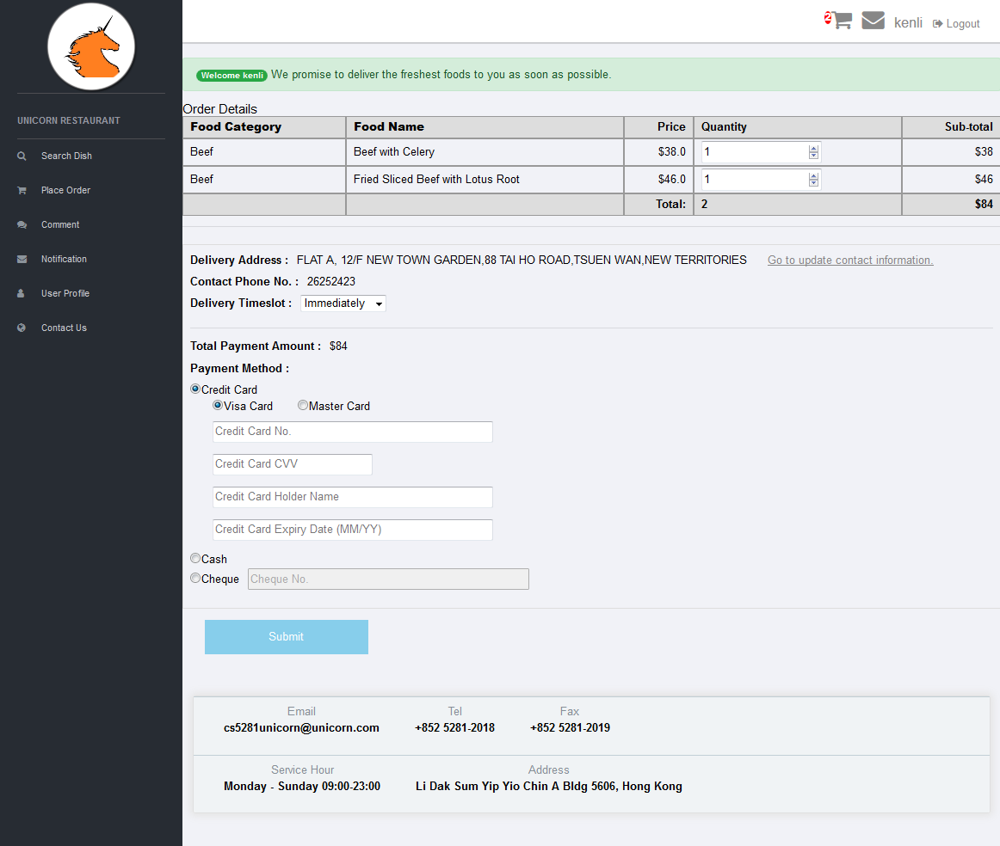 2 kenli Logout
UNICORN RESTAURANT
Search Dish
Place Order
Comment
Notification
User Profile
Contact Us
Welcome kenli We promise to deliver the freshest foods to you as soon as possible.
Order Details
Food Category Food Name Price Quantity Sub-total
Beef Beef with Celery $38.0 1 $38
Beef Fried Sliced Beef with Lotus Root $46.0 1 $46
Total: 2 $84
Delivery Address : FLAT A, 12/F NEW TOWN GARDEN,88 TAI HO ROAD,TSUEN WAN,NEW TERRITORIES Go to update contact information.
Contact Phone No. : 26252423
Delivery Timeslot : Immediately
Total Payment Amount : $84
Payment Method :
Credit Card
Visa Card Master Card
Credit Card No.
Credit Card CVV
Credit Card Holder Name
Credit Card Expiry Date (MM/YY)
Cash
Cheque Cheque No.
Submit
Email Tel Fax
cs5281unicorn@unicorn.com +852 5281-2018 +852 5281-2019
Service Hour Address
Monday - Sunday 09:00-23:00 Li Dak Sum Yip Yio Chin A Bldg 5606, Hong Kong